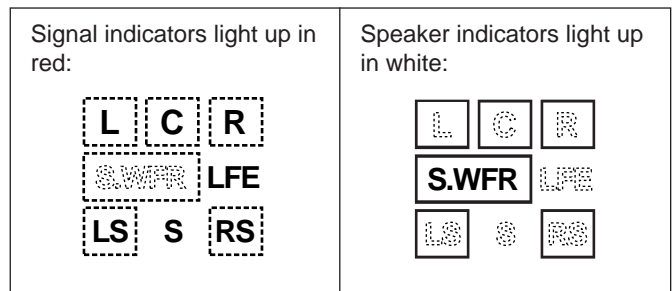 Signal indicators light up in
red:
L C R
S.WFR LFE
LS S RS
Speaker indicators light up
in white:
L C R
S.WFR LFE
LS S RS